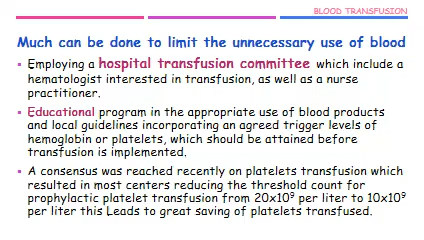 BLOOD TRANSFUSION
Much can be done to limit the unnecessary use of blood
▪ Employing a hospital transfusion committee which include a
hematologist interested in transfusion, as well as a nurse
practitioner.
▪ Educational program in the appropriate use of blood products
and local guidelines incorporating an agreed trigger levels of
hemoglobin or platelets, which should be attained before
transfusion is implemented.
▪ A consensus was reached recently on platelets transfusion which
resulted in most centers reducing the threshold count for
prophylactic platelet transfusion from 20x10⁹ per liter to 10x10⁹
per liter this Leads to great saving of platelets transfused.